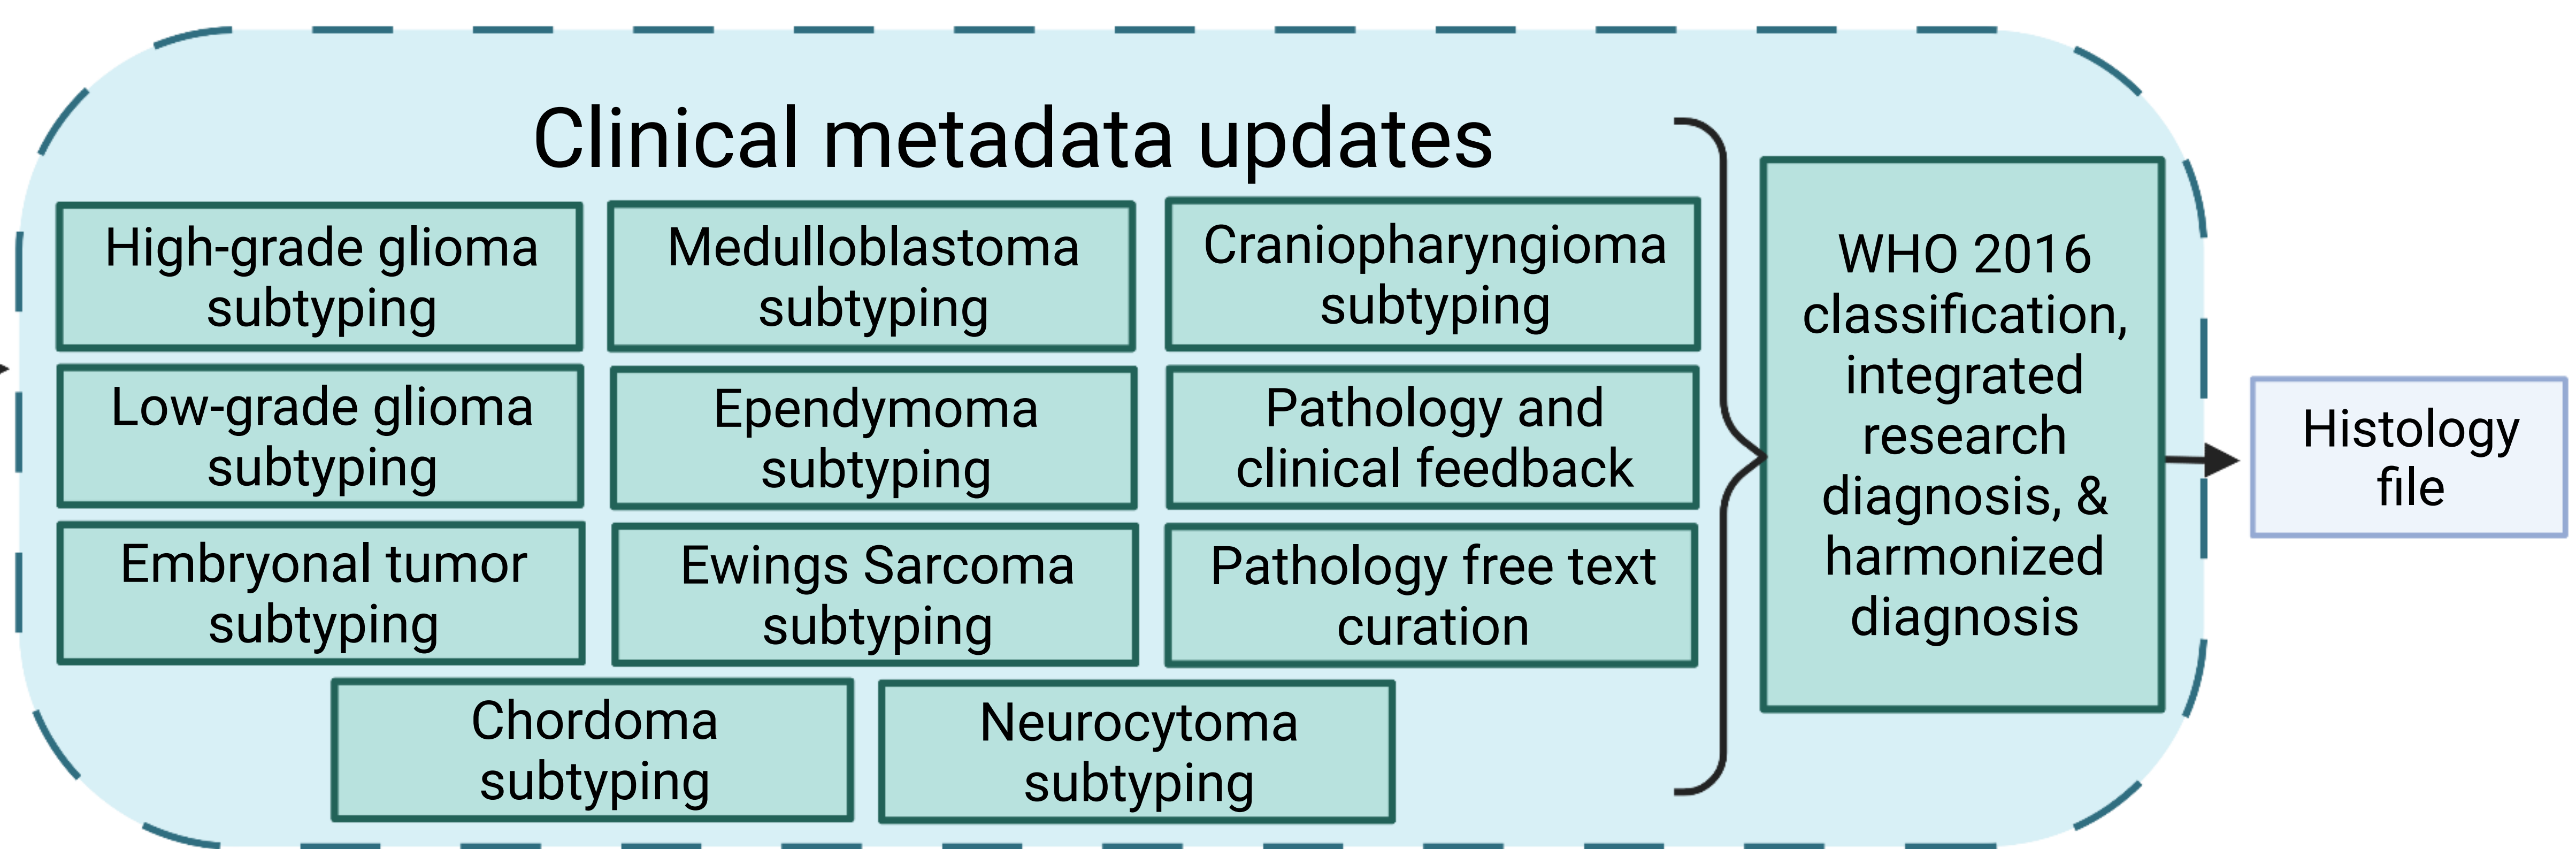 Clinical metadata updates
High-grade glioma
subtyping
Medulloblastoma
subtyping
Craniopharyngioma
subtyping
Low-grade glioma
subtyping
Ependymoma
subtyping
Pathology and
clinical feedback
Embryonal tumor
subtyping
Ewings Sarcoma
subtyping
Pathology free text
curation
Chordoma
subtyping
Neurocytoma
subtyping
WHO 2016
classification,
integrated
research
diagnosis, &
harmonized
diagnosis
Histology
file